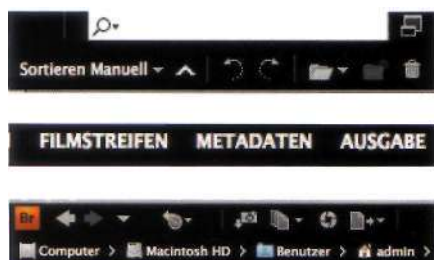 Sortieren Manuell
FILMSTREIFEN METADATEN AUSGABE
Br
Computer > Macintosh HD > Benutzer > admin >